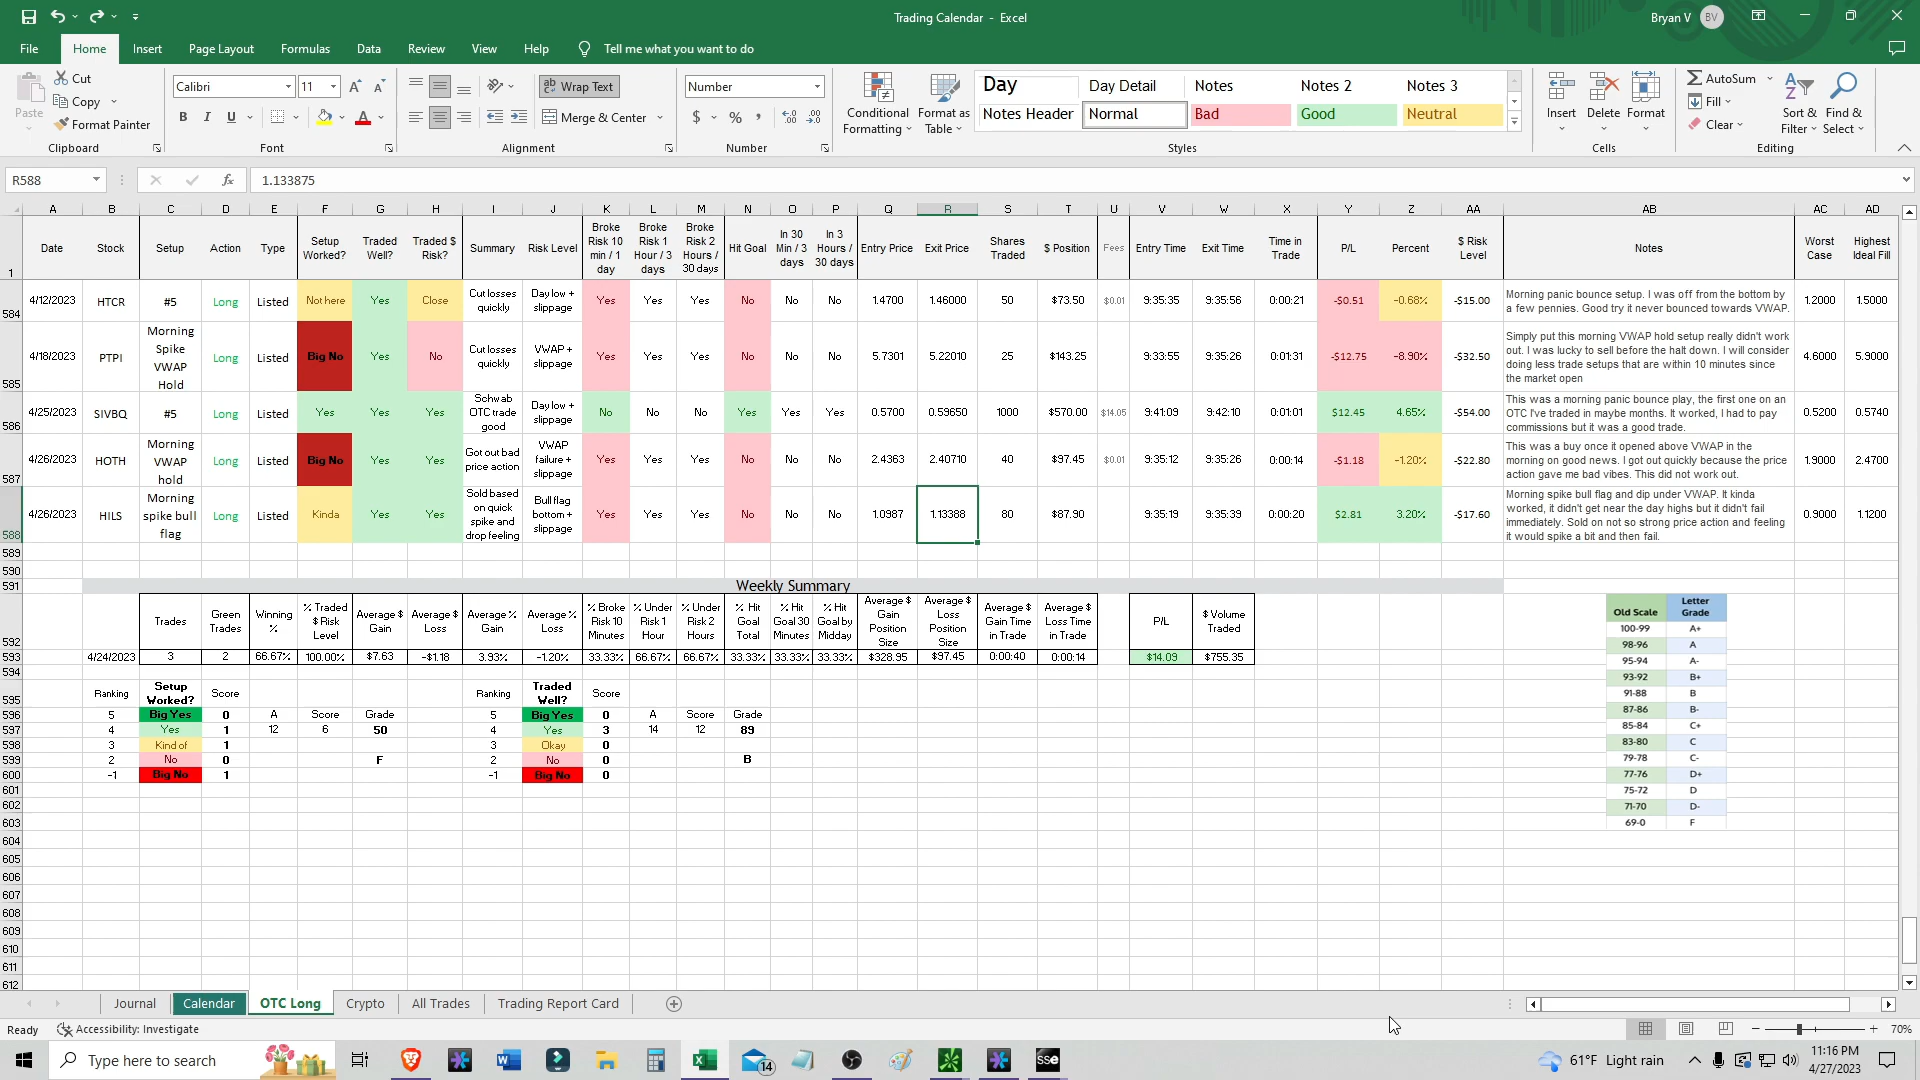 Trading Calendar - Excel
Bryan V BV
File Home Insert Page Layout Formulas Data Review View Help Tell me what you want to do
Paste Cut Copy Format Painter Clipboard
Calibri 11 A A B I U A Font
Wrap Text Merge & Center Alignment
Number $ % , Number
Conditional Formatting Format as Table
Day Day Detail Notes Notes 2 Notes 3
Notes Header Normal Bad Good Neutral
Styles
Insert Delete Format Cells
AutoSum Fill Clear Sort & Filter Find & Select Editing
R588 fx 1.133875
A B C D E F G H I J K L M N O P Q R S T U V W X Y Z AA AB AC AD
1 Date Stock Setup Action Type Setup Worked? Traded Well? Traded $ Risk? Summary Risk Level Broke Risk 10 min / 1 day Broke Risk 1 Hour / 3 days Broke Risk 2 Hours / 30 days Hit Goal In 30 Min / 3 days In 3 Hours / 30 days Entry Price Exit Price Shares Traded $ Position Fees Entry Time Exit Time Time in Trade P/L Percent $ Risk Level Notes Worst Case Highest Ideal Fill
584 4/12/2023 HTCR #5 Long Listed Not here Yes Close Cut losses quickly Day low + slippage Yes Yes Yes No No No 1.4700 1.46000 50 $73.50 $0.01 9:35:35 9:35:56 0:00:21 -$0.51 -0.68% -$15.00 Morning panic bounce setup. I was off from the bottom by a few pennies. Good try it never bounced towards VWAP. 1.2000 1.5000
585 4/18/2023 PTPI Morning Spike VWAP Hold Long Listed Big No Yes No Cut losses quickly VWAP + slippage Yes Yes Yes No No No 5.7301 5.22010 25 $143.25 9:33:55 9:35:26 0:01:31 -$12.75 -8.90% -$32.50 Simply put this morning VWAP hold setup really didn't work out. I was lucky to sell before the halt down. I will consider doing less trade setups that are within 10 minutes since the market open 4.6000 5.9000
586 4/25/2023 SIVBQ #5 Long Listed Yes Yes Yes Schwab OTC trade good Day low + slippage No No No Yes Yes Yes 0.5700 0.59650 1000 $570.00 $14.05 9:41:09 9:42:10 0:01:01 $12.45 4.65% -$54.00 This was a morning panic bounce play, the first one on an OTC I've traded in maybe months. It worked, I had to pay commissions but it was a good trade. 0.5200 0.5740
587 4/26/2023 HOTH Morning VWAP hold Long Listed Big No Yes Yes Got out bad price action VWAP failure + slippage Yes Yes Yes No No No 2.4363 2.40710 40 $97.45 $0.01 9:35:12 9:35:26 0:00:14 -$1.18 -1.20% -$22.80 This was a buy once it opened above VWAP in the morning on good news. I got out quickly because the price action gave me bad vibes. This did not work out. 1.9000 2.4700
588 4/26/2023 HILS Morning spike bull flag Long Listed Kinda Yes Yes Sold based on quick spike and drop feeling Bull flag bottom + slippage Yes Yes Yes No No No 1.0987 1.13388 80 $87.90 9:35:19 9:35:39 0:00:20 $2.81 3.20% -$17.60 Morning spike bull flag and dip under VWAP. It kinda worked, it didn't get near the day highs but it didn't fail immediately. Sold on not so strong price action and feeling it would spike a bit and then fail. 0.9000 1.1200
589
590
591 Weekly Summary
592 Trades Green Trades Winning % % Traded $ Risk Level Average $ Gain Average $ Loss Average % Gain Average % Loss % Broke Risk 10 Minutes % Under Risk 1 Hour % Under Risk 2 Hours % Hit Goal Total % Hit Goal 30 Minutes % Hit Goal by Midday Average $ Gain Position Size Average $ Loss Position Size Average $ Gain Time in Trade Average $ Loss Time in Trade P/L $ Volume Traded
593 4/24/2023 3 2 66.67% 100.00% $7.63 -$1.18 3.93% -1.20% 33.33% 66.67% 66.67% 33.33% 33.33% 33.33% $328.95 $97.45 0:00:40 0:00:14 $14.09 $755.35
594
595 Ranking Setup Worked? Score Ranking Traded Well? Score
596 5 Big Yes 0 A Score Grade 5 Big Yes 0 A Score Grade
597 4 Yes 1 12 6 50 4 Yes 3 14 12 89
598 3 Kind of 1 3 Okay 0
599 2 No 0 F 2 No 0 B
600 -1 Big No 1 -1 Big No 0
601
602
603
604
605
606
607
608
609
610
611
612
Old Scale Letter Grade
100-99 A+
98-96 A
95-94 A-
93-92 B+
91-88 B
87-86 B-
85-84 C+
83-80 C
79-78 C-
77-76 D+
75-72 D
71-70 D-
69-0 F
Journal Calendar OTC Long Crypto All Trades Trading Report Card
Ready Accessibility: Investigate 70%
Type here to search 14 SSE 61°F Light rain 11:16 PM
4/27/2023